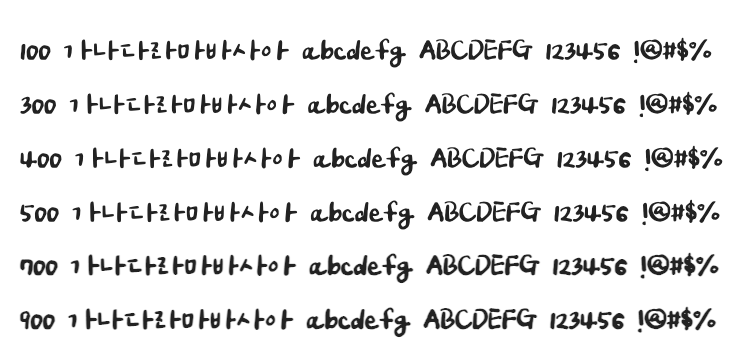 100 가나다라마바사아 abcdefg ABCDEFG 123456 !@#$%
300 가나다라마바사아 abcdefg ABCDEFG 123456 !@#$%
400 가나다라마바사아 abcdefg ABCDEFG 123456 !@#$%
500 가나다라마바사아 abcdefg ABCDEFG 123456 !@#$%
700 가나다라마바사아 abcdefg ABCDEFG 123456 !@#$%
900 가나다라마바사아 abcdefg ABCDEFG 123456 !@#$%